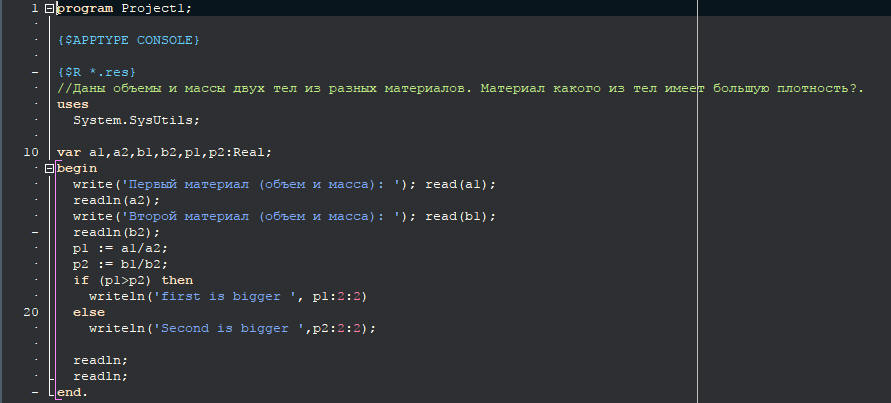 1 program Project1;
{$APPTYPE CONSOLE}
{$R *.res}
//Даны объемы и массы двух тел из разных материалов. Материал какого из тел имеет большую плотность?.
uses
System.SysUtils;
10 var a1,a2,b1,b2,p1,p2:Real;
begin
write('Первый материал (объем и масса): '); read(a1);
readln(a2);
write('Второй материал (объем и масса): '); read(b1);
readln(b2);
p1 := a1/a2;
p2 := b1/b2;
if (p1>p2) then
writeln('first is bigger ', p1:2:2)
20 else
writeln('Second is bigger ',p2:2:2);
readln;
readln;
end.